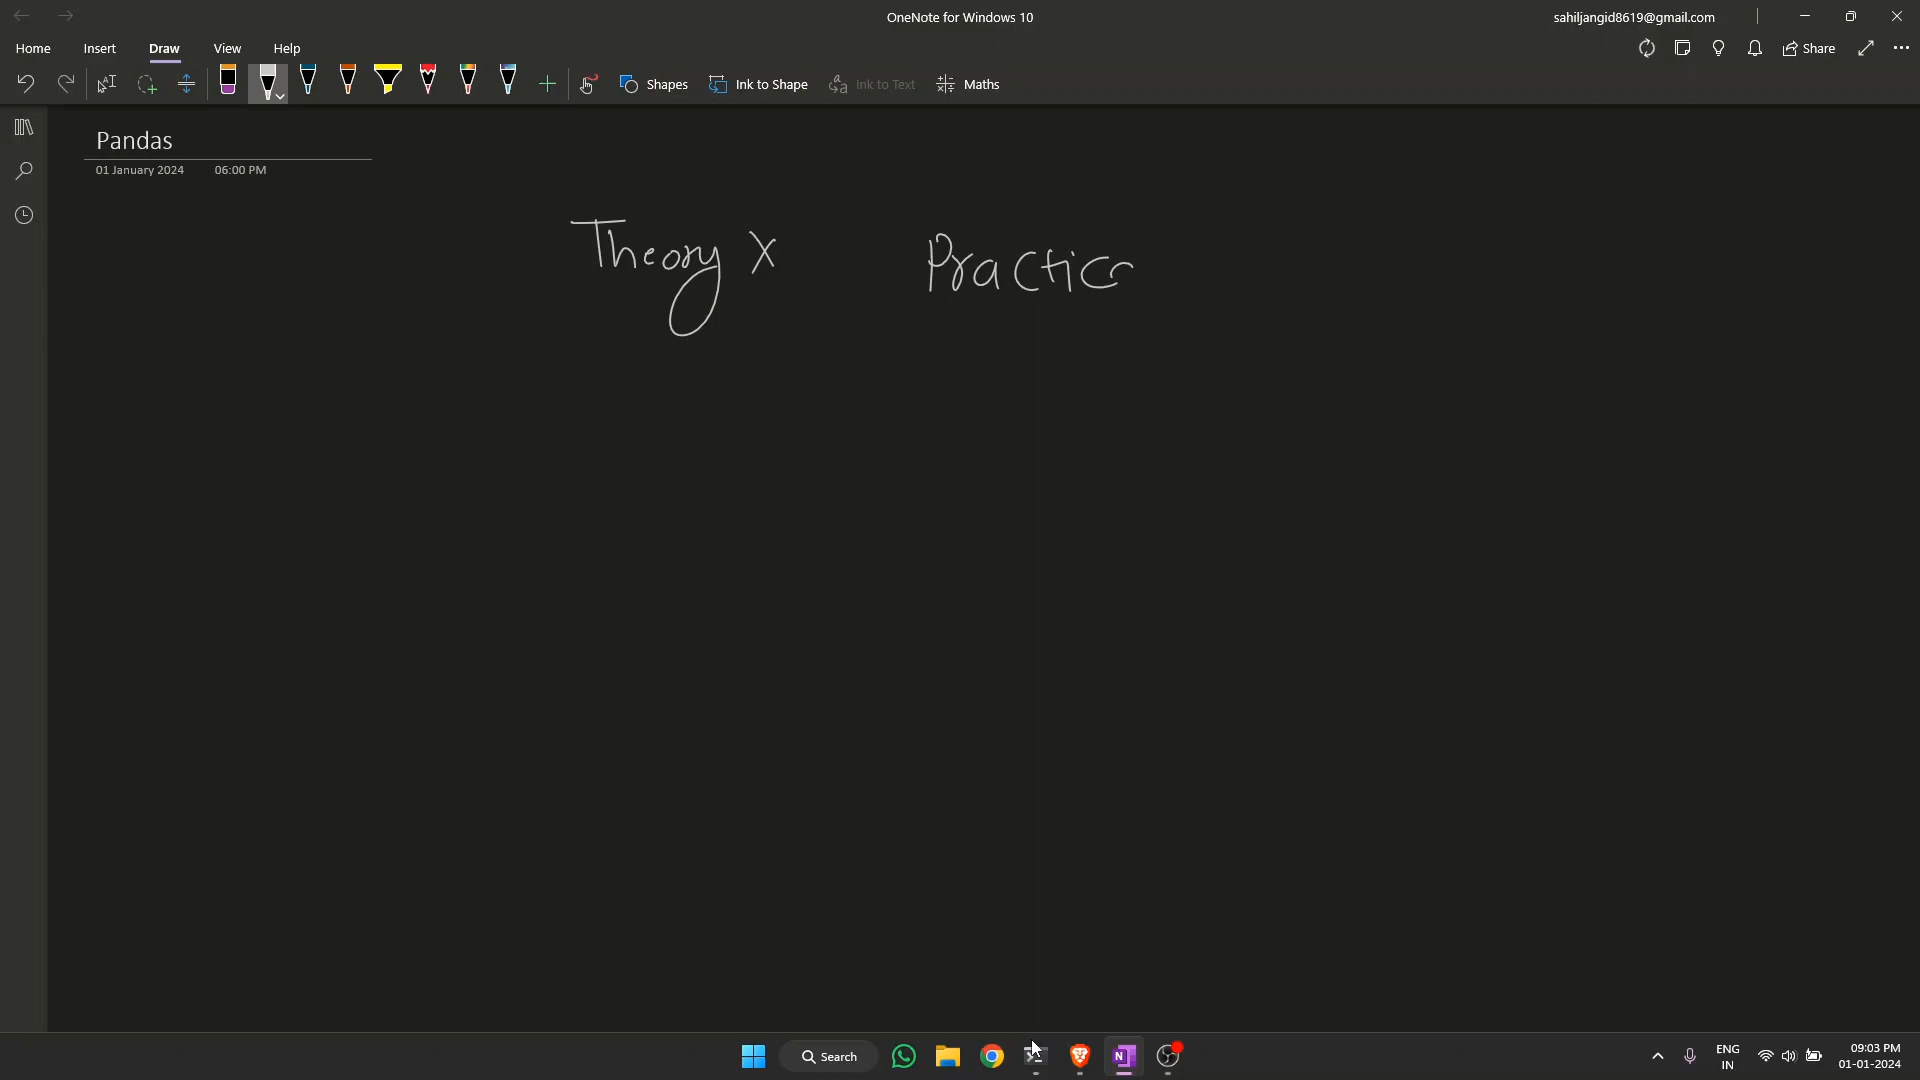 OneNote for Windows 10
sahiljangid8619@gmail.com
Home Insert Draw View Help
Share
Shapes Ink to Shape Ink to Text Maths
Pandas
01 January 2024 06:00 PM
Theory X Practica
Search
ENG
IN
09:03 PM
01-01-2024